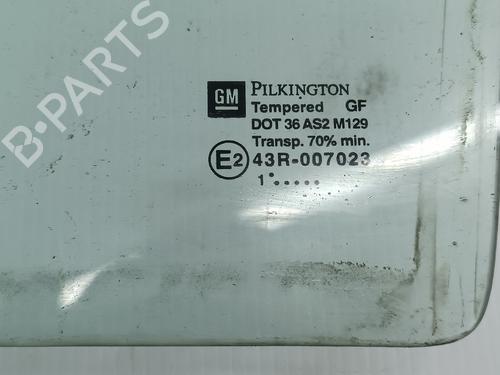 GM PILKINGTON
Tempered GF
DOT 36 AS2 M129
Transp. 70% min.
E2 43R-007023
1
B-PARTS